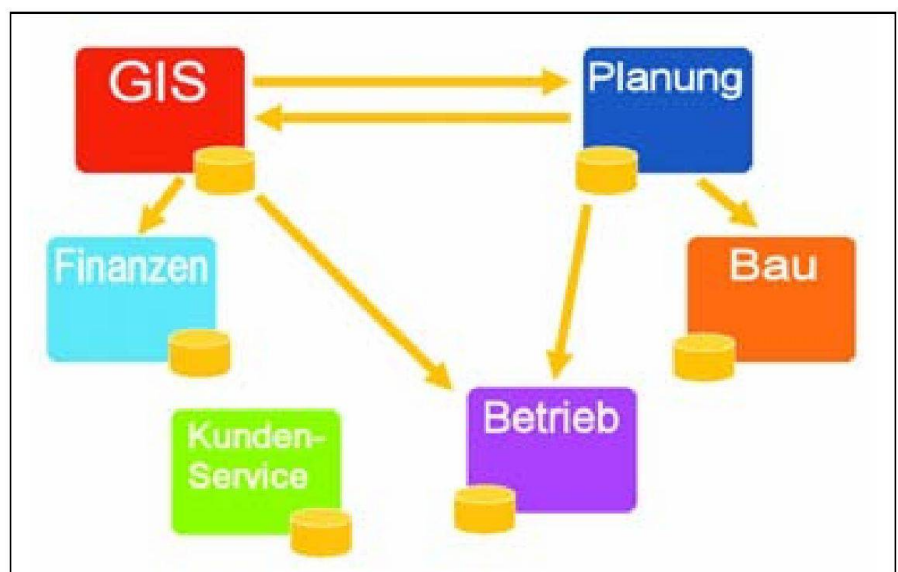 GIS
Planung
Finanzen
Bau
Kunden-
Service
Betrieb